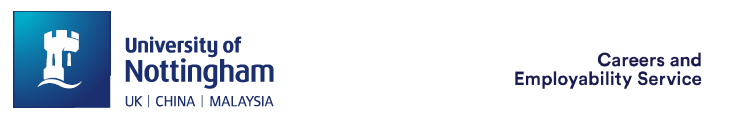 University of
Nottingham
UK | CHINA | MALAYSIA
Careers and
Employability Service